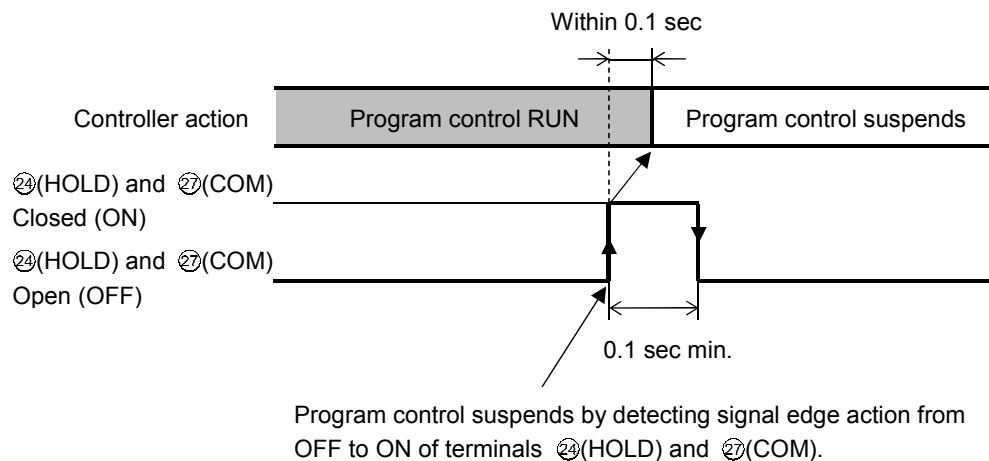 Within 0.1 sec
Controller action
Program control RUN
Program control suspends
㉔(HOLD) and ㉗(COM)
Closed (ON)
㉔(HOLD) and ㉗(COM)
Open (OFF)
0.1 sec min.
Program control suspends by detecting signal edge action from
OFF to ON of terminals ㉔(HOLD) and ㉗(COM).